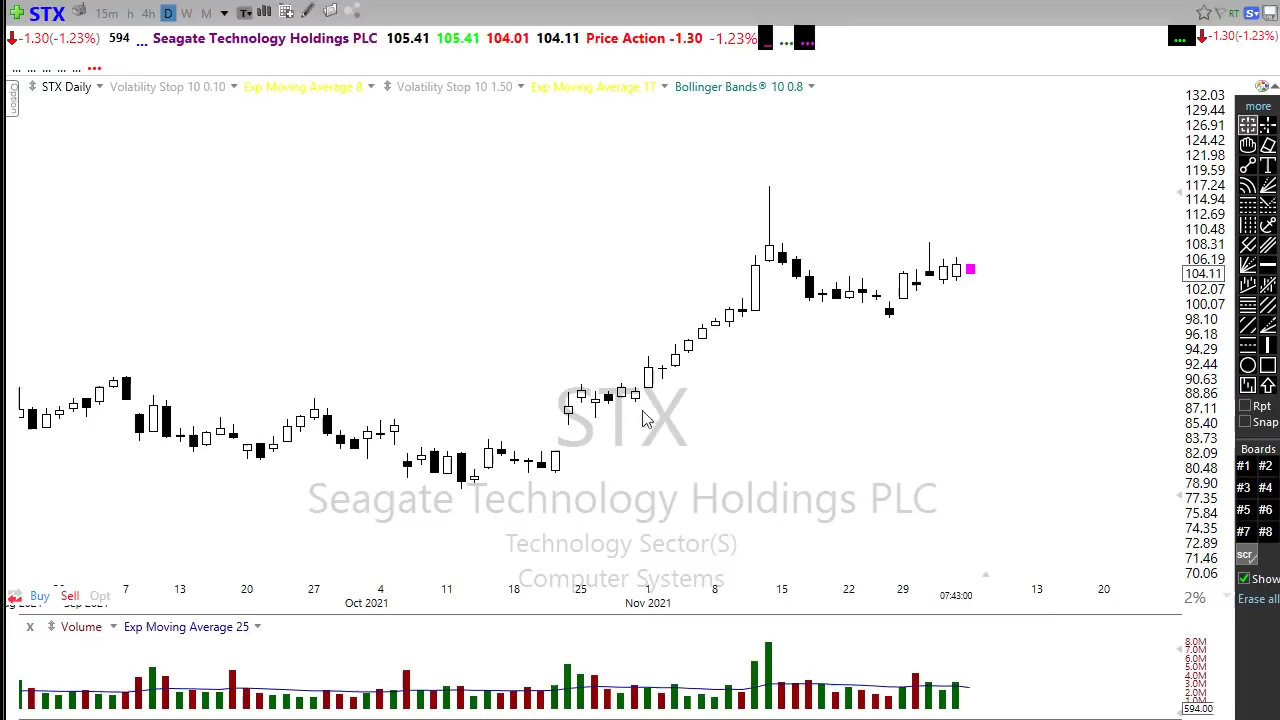 STX 15m h 4h D W M T
RT S
-1.30(-1.23%) 594 ... Seagate Technology Holdings PLC 105.41 105.41 104.01 104.11 Price Action -1.30 -1.23% ... ... ... -1.30(-1.23%)
... ... ... ... ... ...
Option
STX Daily Volatility Stop 10 0.10 Exp Moving Average 8 Volatility Stop 10 1.50 Exp Moving Average 17 Bollinger Bands® 10 0.8
more
132.03
129.44
126.91
124.42
121.98
119.59
117.24
114.94
112.69
110.48
108.31
106.19
104.11
102.07
100.07
98.10
96.18
94.29
92.44
90.63
88.86
87.11
85.40
83.73
82.09
80.48
78.90
77.35
75.84
74.35
72.89
71.46
70.06
Rpt
Snap
Boards
#1 #2
#3 #4
#5 #6
#7 #8
scr
Show
Erase all
STX
Seagate Technology Holdings PLC
Technology Sector(S)
Computer Systems
7 13 20 27 4 11 18 25 1 8 15 22 29 07:43:00 13 20
Oct 2021 Nov 2021
Buy Sell Opt
2%
X Volume Exp Moving Average 25
8.0M
7.0M
6.0M
5.0M
4.0M
3.0M
2.0M
594.00